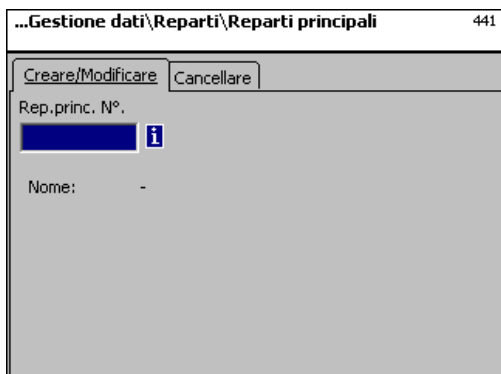 ...Gestione dati\Reparti\Reparti principali 441
Creare/Modificare Cancellare
Rep.princ. N°.
i
Nome: -